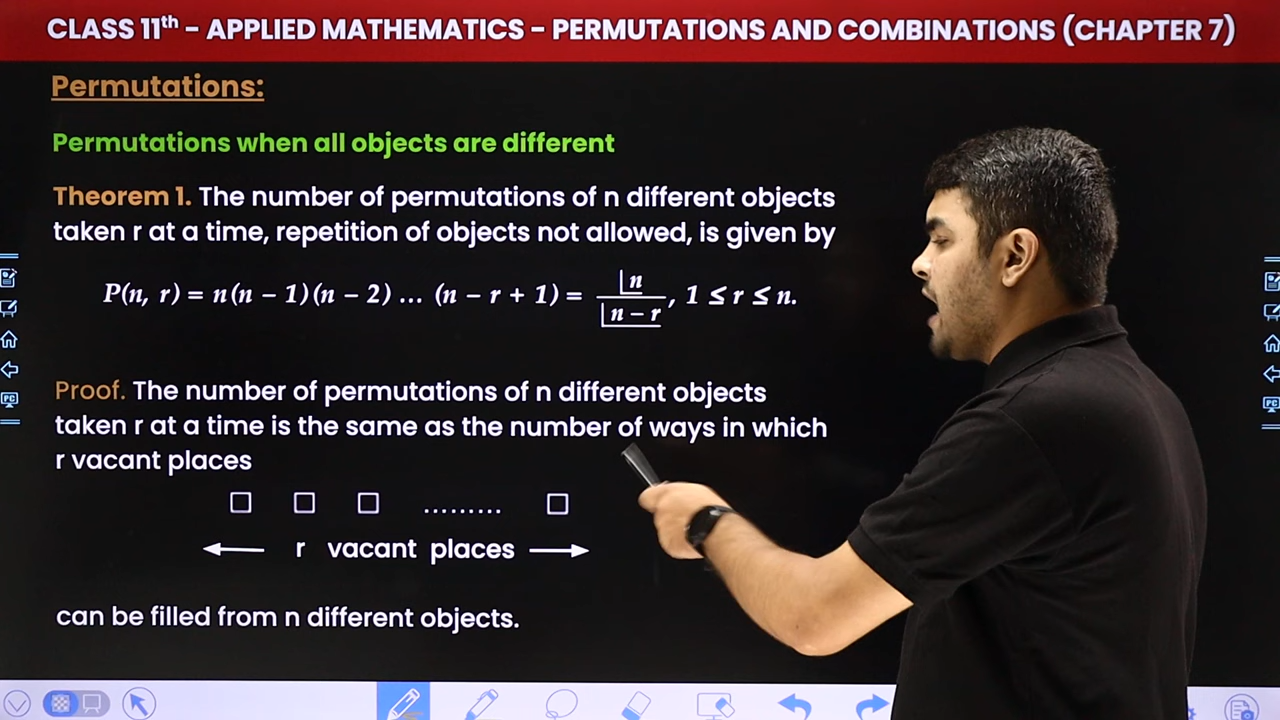 CLASS 11th – APPLIED MATHEMATICS – PERMUTATIONS AND COMBINATIONS (CHAPTER 7)
Permutations:
Permutations when all objects are different
Theorem 1. The number of permutations of n different objects
taken r at a time, repetition of objects not allowed, is given by
P(n, r) = n(n − 1)(n − 2) ... (n − r + 1) = |n / |n − r, 1 ≤ r ≤ n.
Proof. The number of permutations of n different objects
taken r at a time is the same as the number of ways in which
r vacant places
□ □ □ ......... □
← r vacant places →
can be filled from n different objects.